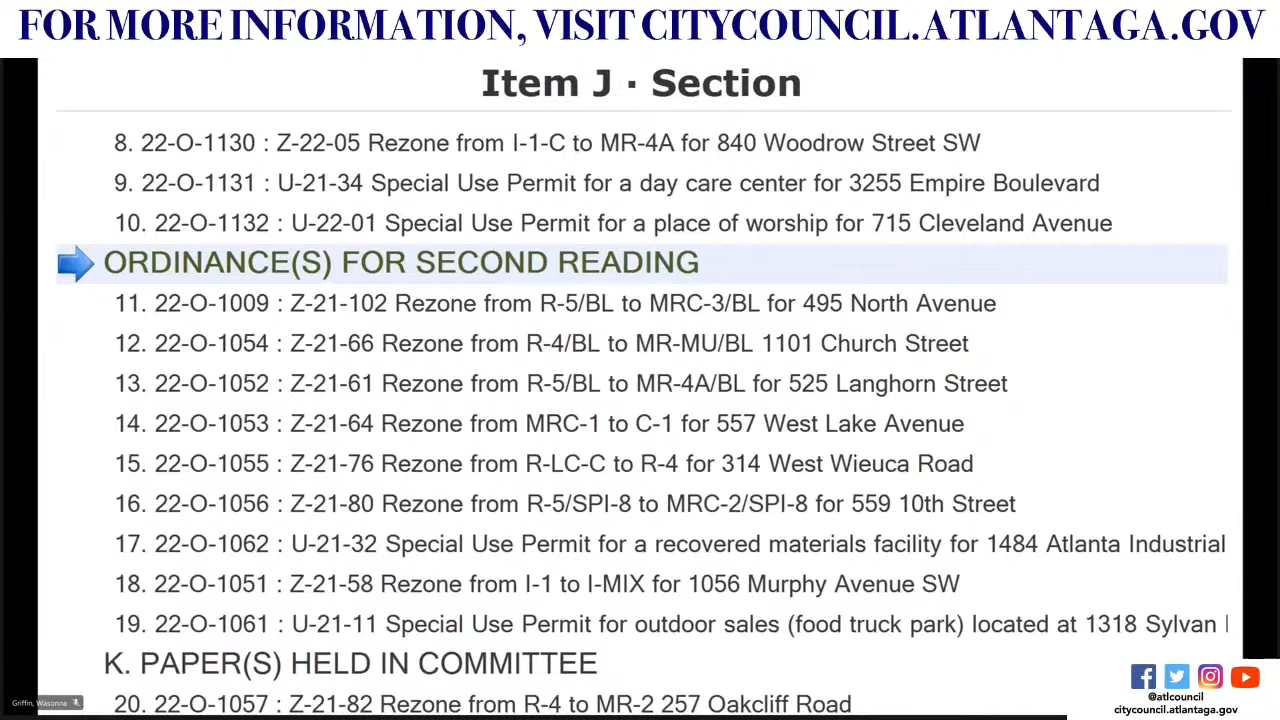 FOR MORE INFORMATION, VISIT CITYCOUNCIL.ATLANTAGA.GOV
Item J · Section
8. 22-O-1130 : Z-22-05 Rezone from I-1-C to MR-4A for 840 Woodrow Street SW
9. 22-O-1131 : U-21-34 Special Use Permit for a day care center for 3255 Empire Boulevard
10. 22-O-1132 : U-22-01 Special Use Permit for a place of worship for 715 Cleveland Avenue
ORDINANCE(S) FOR SECOND READING
11. 22-O-1009 : Z-21-102 Rezone from R-5/BL to MRC-3/BL for 495 North Avenue
12. 22-O-1054 : Z-21-66 Rezone from R-4/BL to MR-MU/BL 1101 Church Street
13. 22-O-1052 : Z-21-61 Rezone from R-5/BL to MR-4A/BL for 525 Langhorn Street
14. 22-O-1053 : Z-21-64 Rezone from MRC-1 to C-1 for 557 West Lake Avenue
15. 22-O-1055 : Z-21-76 Rezone from R-LC-C to R-4 for 314 West Wieuca Road
16. 22-O-1056 : Z-21-80 Rezone from R-5/SPI-8 to MRC-2/SPI-8 for 559 10th Street
17. 22-O-1062 : U-21-32 Special Use Permit for a recovered materials facility for 1484 Atlanta Industrial
18. 22-O-1051 : Z-21-58 Rezone from I-1 to I-MIX for 1056 Murphy Avenue SW
19. 22-O-1061 : U-21-11 Special Use Permit for outdoor sales (food truck park) located at 1318 Sylvan
K. PAPER(S) HELD IN COMMITTEE
20. 22-O-1057 : Z-21-82 Rezone from R-4 to MR-2 257 Oakcliff Road
Griffin, Wasonna
@atlcouncil
citycouncil.atlantaga.gov